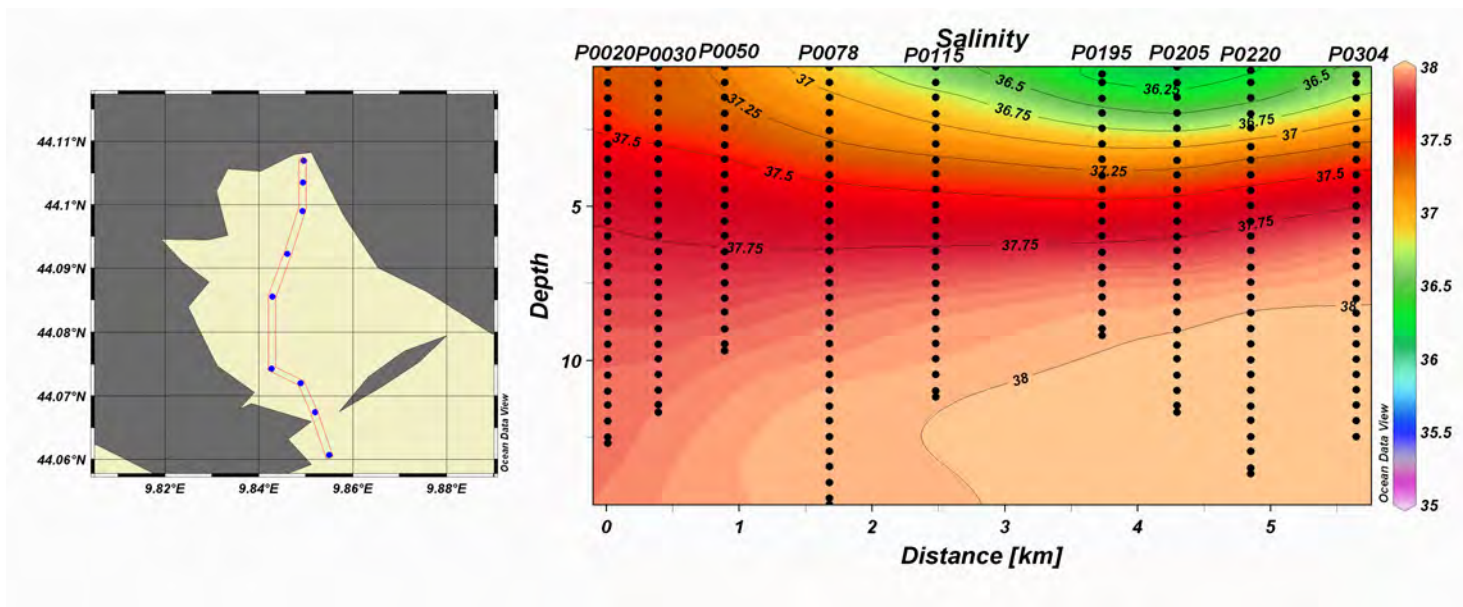 Salinity
P0020 P0030 P0050 P0078 P0115 P0195 P0205 P0220 P0304
44.11°N
44.1°N
44.09°N
44.08°N
44.07°N
44.06°N
9.82°E 9.84°E 9.86°E 9.88°E
Ocean Data View
Depth
5
10
0 1 2 3 4 5
Distance [km]
37.25
37
36.5
36.75
36.25
36.5
36.75
37
37.5
37.5
37.25
37.5
37.75
37.75
37.75
38
38
Ocean Data View
38
37.5
37
36.5
36
35.5
35